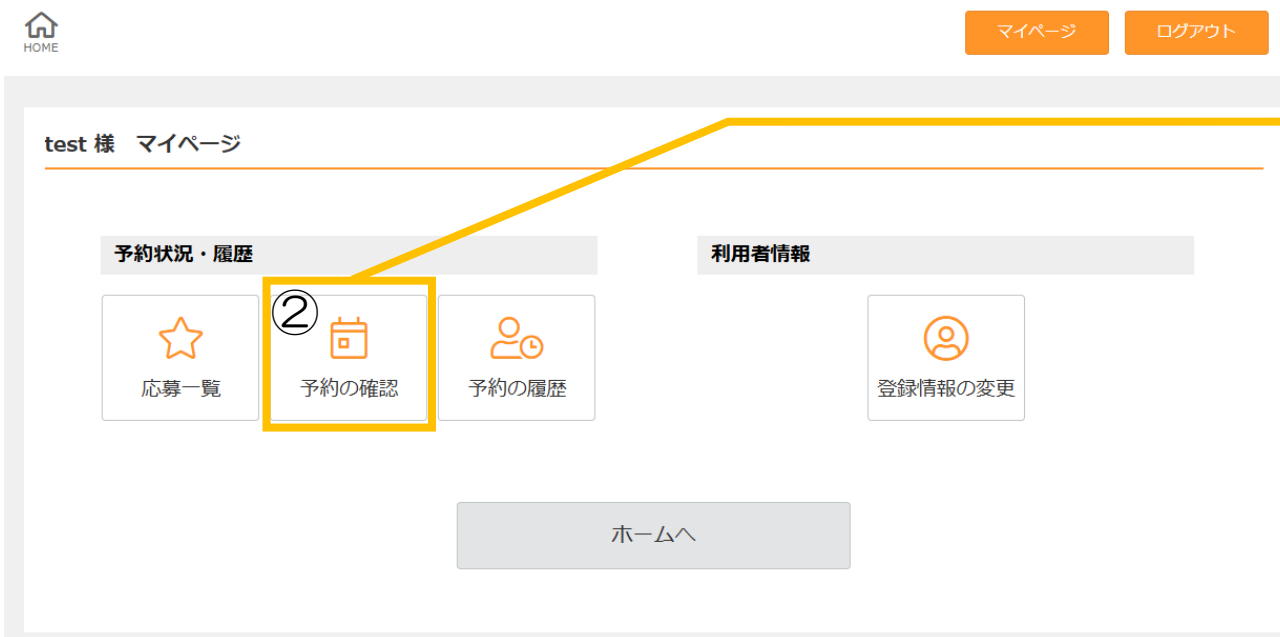 HOME
マイページ
ログアウト
test 様　マイページ
予約状況・履歴
利用者情報
②
応募一覧
予約の確認
予約の履歴
登録情報の変更
ホームへ